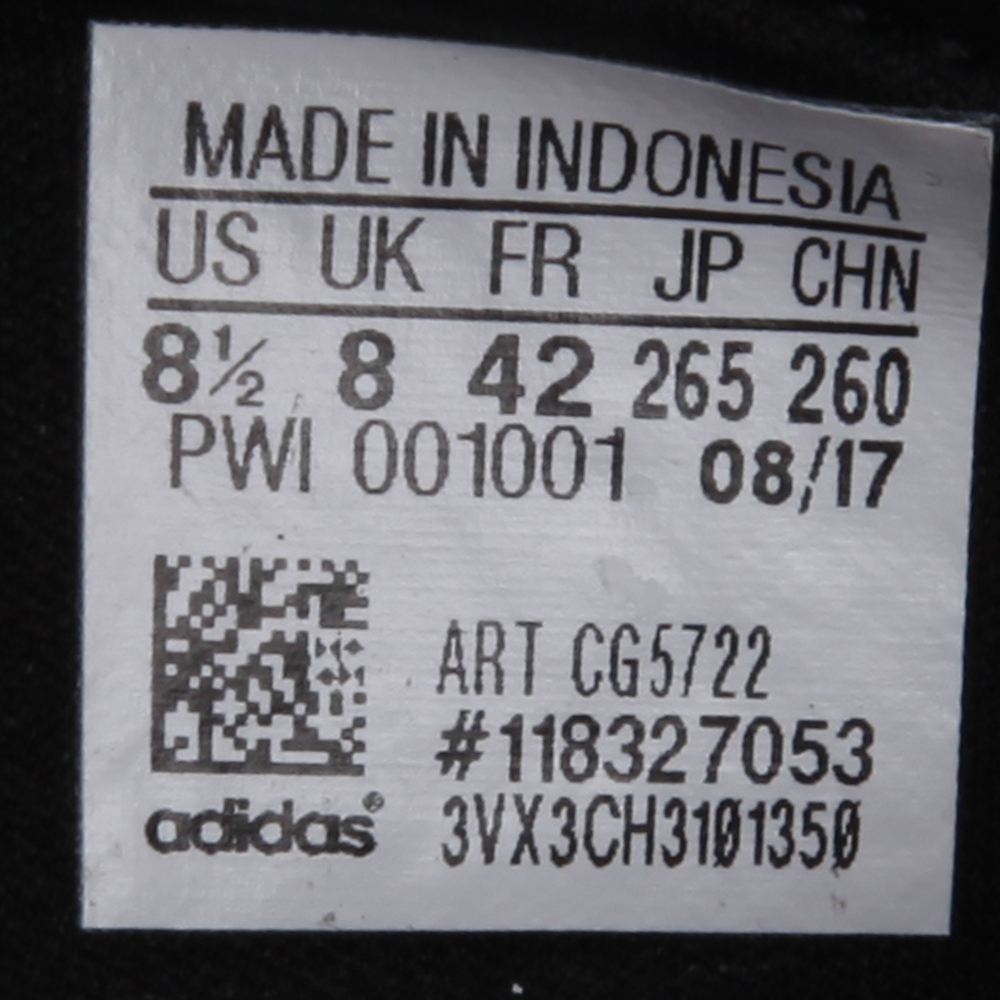 MADE IN INDONESIA
US UK FR JP CHN
8½ 8 42 265 260
PWI 001001 08/17
ART CG5722
#118327053
adidas® 3VX3CH3101350